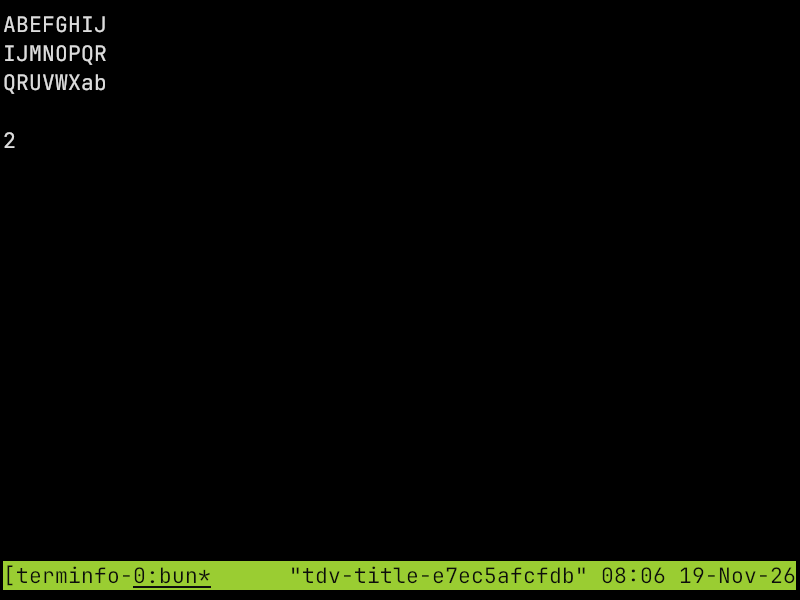 ABEFGHIJ
IJMNOPQR
QRUVWXab
2
[terminfo-0:bun*      "tdv-title-e7ec5afcfdb" 08:06 19-Nov-26